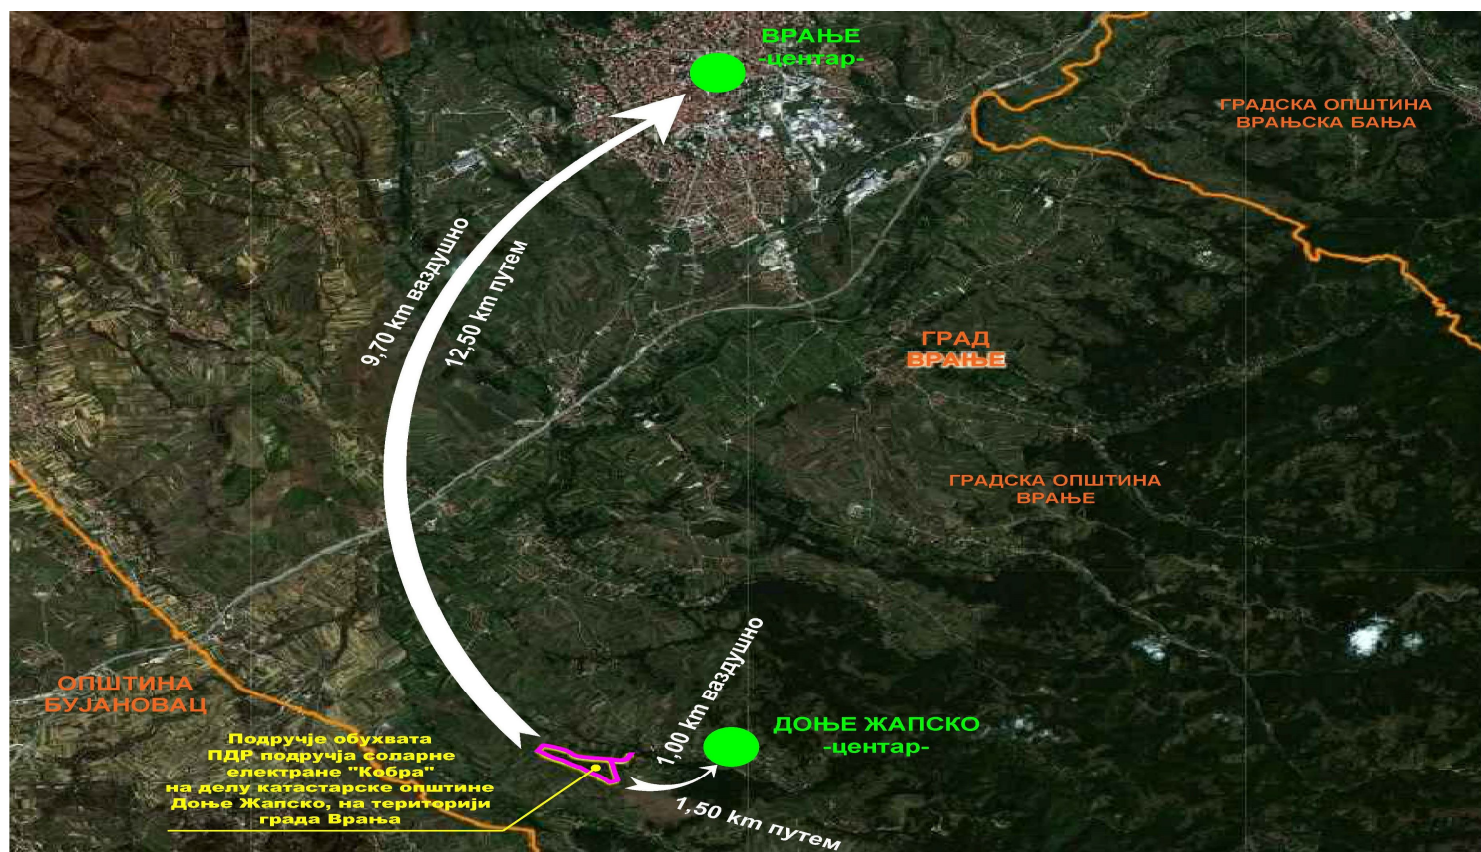 ВРАЊЕ
-центар-
ГРАДСКА ОПШТИНА
ВРАЊСКА БАЊА
9,70 km ваздушно
12,50 km путем
ГРАД
ВРАЊЕ
ГРАДСКА ОПШТИНА
ВРАЊЕ
ОПШТИНА
БУЈАНОВАЦ
1,00 km ваздушно
ДОЊЕ ЖАПСКО
-центар-
Подручје обухвата
ПДР подручја соларне
електране "Кобра"
на делу катастарске општине
Доње Жапско, на територији
града Врања
1,50 km путем